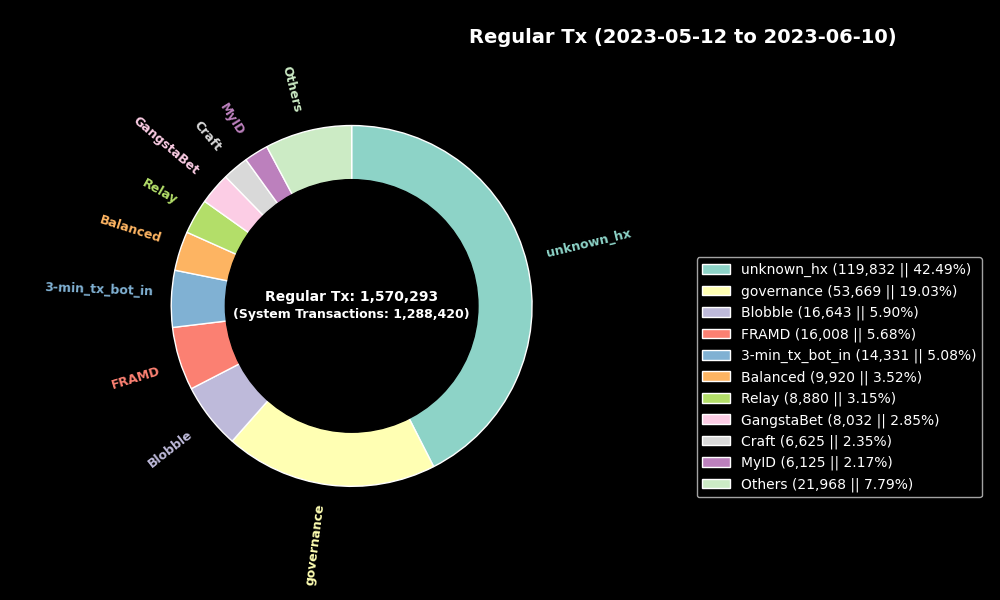 Regular Tx (2023-05-12 to 2023-06-10)
Others
MyID
Craft
GangstaBet
Relay
Balanced
3-min_tx_bot_in
FRAMD
Blobble
governance
unknown_hx
Regular Tx: 1,570,293
(System Transactions: 1,288,420)
unknown_hx (119,832 || 42.49%)
governance (53,669 || 19.03%)
Blobble (16,643 || 5.90%)
FRAMD (16,008 || 5.68%)
3-min_tx_bot_in (14,331 || 5.08%)
Balanced (9,920 || 3.52%)
Relay (8,880 || 3.15%)
GangstaBet (8,032 || 2.85%)
Craft (6,625 || 2.35%)
MyID (6,125 || 2.17%)
Others (21,968 || 7.79%)